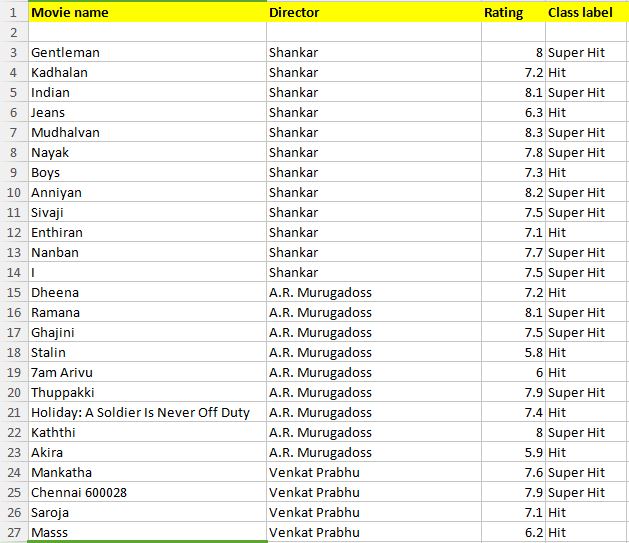 1 Movie name Director Rating Class label
2
3 Gentleman Shankar 8 Super Hit
4 Kadhalan Shankar 7.2 Hit
5 Indian Shankar 8.1 Super Hit
6 Jeans Shankar 6.3 Hit
7 Mudhalvan Shankar 8.3 Super Hit
8 Nayak Shankar 7.8 Super Hit
9 Boys Shankar 7.3 Hit
10 Anniyan Shankar 8.2 Super Hit
11 Sivaji Shankar 7.5 Super Hit
12 Enthiran Shankar 7.1 Hit
13 Nanban Shankar 7.7 Super Hit
14 I Shankar 7.5 Super Hit
15 Dheena A.R. Murugadoss 7.2 Hit
16 Ramana A.R. Murugadoss 8.1 Super Hit
17 Ghajini A.R. Murugadoss 7.5 Super Hit
18 Stalin A.R. Murugadoss 5.8 Hit
19 7am Arivu A.R. Murugadoss 6 Hit
20 Thuppakki A.R. Murugadoss 7.9 Super Hit
21 Holiday: A Soldier Is Never Off Duty A.R. Murugadoss 7.4 Hit
22 Kaththi A.R. Murugadoss 8 Super Hit
23 Akira A.R. Murugadoss 5.9 Hit
24 Mankatha Venkat Prabhu 7.6 Super Hit
25 Chennai 600028 Venkat Prabhu 7.9 Super Hit
26 Saroja Venkat Prabhu 7.1 Hit
27 Masss Venkat Prabhu 6.2 Hit